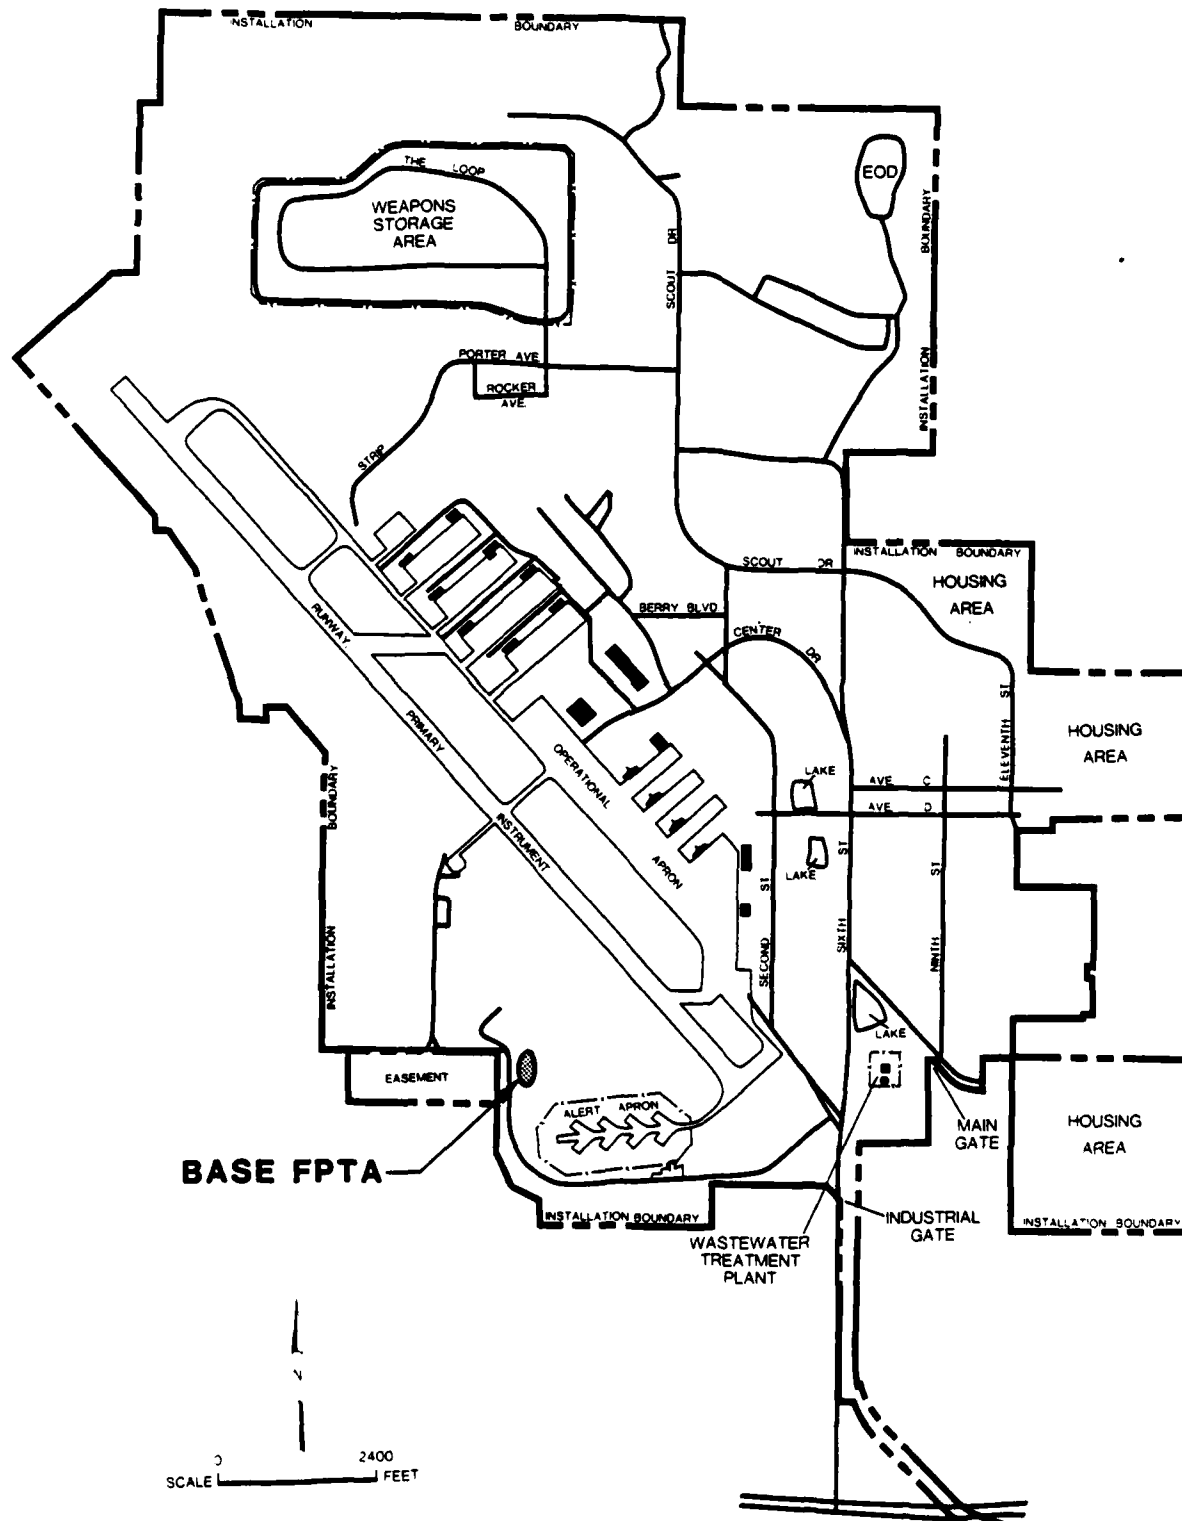 INSTALLATION
BOUNDARY
THE LOOP
WEAPONS
STORAGE
AREA
EOD
INSTALLATION BOUNDARY
SCOUT DR
PORTER AVE
ROCKER
AVE.
STRIP
INSTALLATION BOUNDARY
SCOUT DR
HOUSING
AREA
BERRY BLVD
CENTER DR
RUNWAY
PRIMARY
INSTRUMENT
OPERATIONAL
APRON
ELEVENTH ST
HOUSING
AREA
LAKE
AVE C
AVE D
LAKE
INSTALLATION BOUNDARY
SECOND ST
SIXTH ST
NINTH ST
LAKE
EASEMENT
ALERT APRON
MAIN
GATE
HOUSING
AREA
BASE FPTA
INSTALLATION BOUNDARY
INDUSTRIAL
GATE
INSTALLATION BOUNDARY
WASTEWATER
TREATMENT
PLANT
0 2400
SCALE FEET